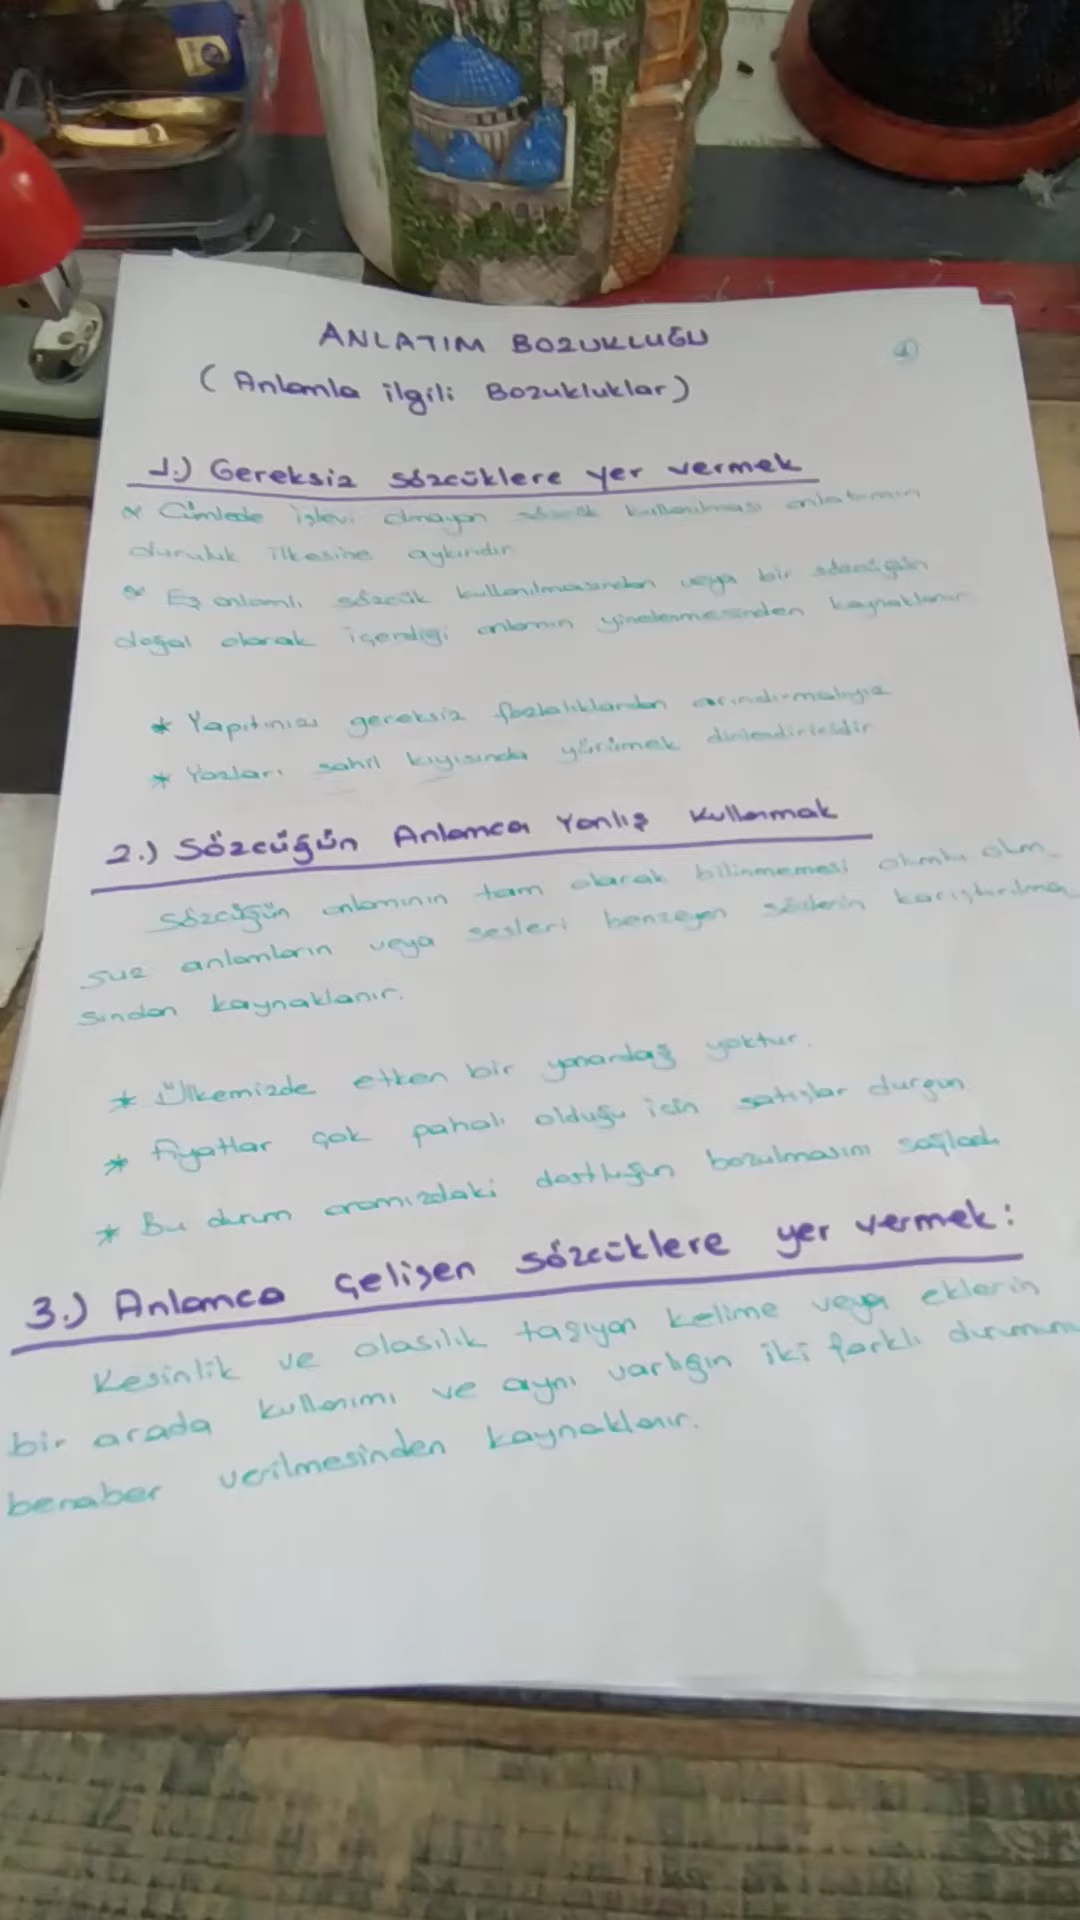 ANLATIM BOZUKLUĞU
(Anlamla ilgili Bozukluklar)
1.) Gereksiz sözcüklere yer vermek
Cümlede işlevi olmayan sözcük kullanılması anlatımın
duruluk ilkesine aykırıdır
Eş anlamlı sözcük kullanılmasından veya bir sözcüğün
doğal olarak içerdiği anlamın yinelenmesinden kaynaklanır
* Yapıtınızı gereksiz fazlalıklardan arındırmalıyız
* Yazları sahil kıyısında yürümek dinlendiricidir
2.) Sözcüğün Anlamca Yanlış Kullanmak
Sözcüğün anlamının tam olarak bilinmemesi olumlu olum
suz anlamların veya sesleri benzeyen sözlerin karıştırılma
sından kaynaklanır.
* Ülkemizde etken bir yanardağ yoktur.
* fiyatlar çok pahalı olduğu için satışlar durgun
* Bu durum aramızdaki dostluğun bozulmasını sağladı
3.) Anlamca Çelişen sözcüklere yer vermek:
Kesinlik ve olasılık taşıyan kelime veya eklerin
bir arada kullanımı ve aynı varlığın iki farklı durumunu
beraber verilmesinden kaynaklanır.